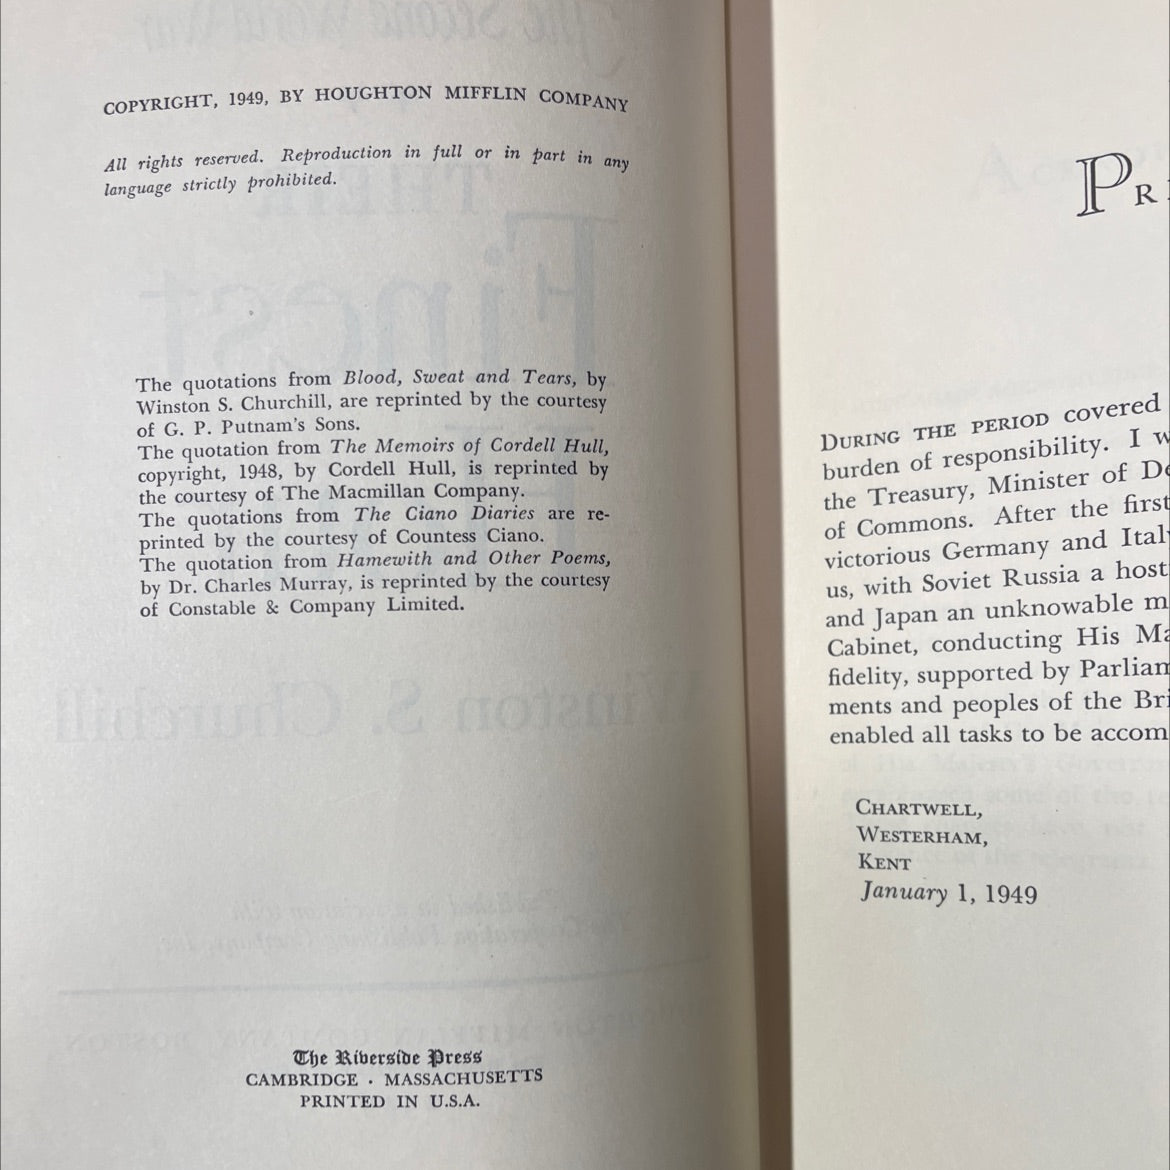 COPYRIGHT, 1949, BY HOUGHTON MIFFLIN COMPANY
All rights reserved. Reproduction in full or in part in any
language strictly prohibited.
The quotations from Blood, Sweat and Tears, by
Winston S. Churchill, are reprinted by the courtesy
of G. P. Putnam's Sons.
The quotation from The Memoirs of Cordell Hull,
copyright, 1948, by Cordell Hull, is reprinted by
the courtesy of The Macmillan Company.
The quotations from The Ciano Diaries are re-
printed by the courtesy of Countess Ciano.
The quotation from Hamewith and Other Poems,
by Dr. Charles Murray, is reprinted by the courtesy
of Constable & Company Limited.
The Riverside Press
CAMBRIDGE · MASSACHUSETTS
PRINTED IN U.S.A.
PR
DURING THE PERIOD covered
burden of responsibility. I w
the Treasury, Minister of De
of Commons. After the first
victorious Germany and Italy
us, with Soviet Russia a host
and Japan an unknowable m
Cabinet, conducting His Ma
fidelity, supported by Parliam
ments and peoples of the Bri
enabled all tasks to be accom
CHARTWELL,
WESTERHAM,
KENT
January 1, 1949